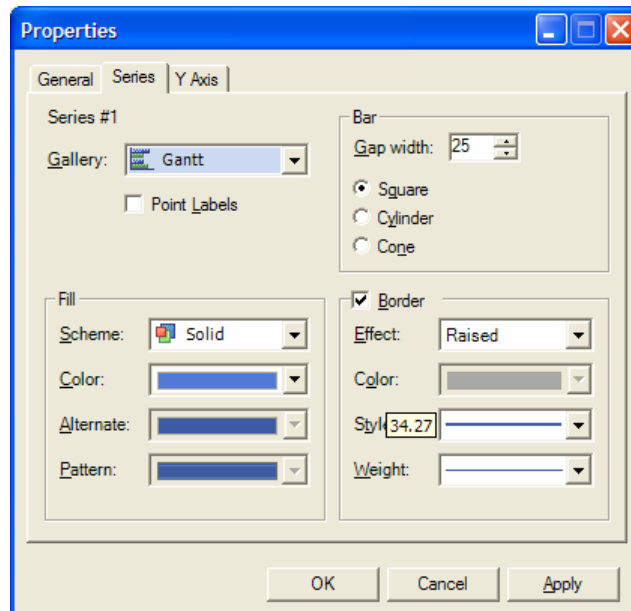 Properties
General Series Y Axis
Series #1
Gallery: Gantt
Point Labels
Bar
Gap width: 25
Square
Cylinder
Cone
Fill
Scheme: Solid
Color:
Alternate:
Pattern:
Border
Effect: Raised
Color:
Styl 34.27
Weight:
OK Cancel Apply